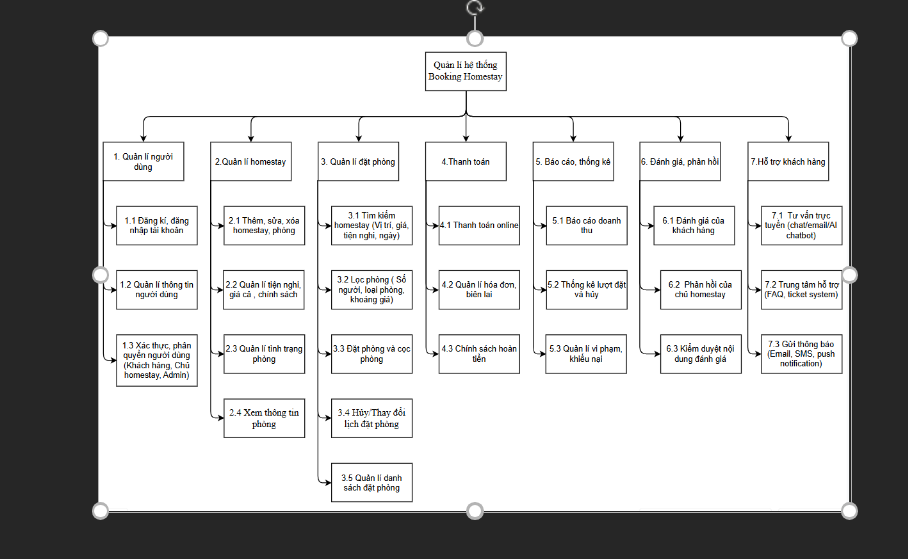 Quản lí hệ thống
Booking Homestay
1. Quản lí người
dùng
2.Quản lí homestay
3. Quản lí đặt phòng
4.Thanh toán
5. Báo cáo, thống kê
6. Đánh giá, phản hồi
7.Hỗ trợ khách hàng
1.1 Đăng kí, đăng
nhập tài khoản
2.1 Thêm, sửa, xóa
homestay, phòng
3.1 Tìm kiếm
homestay (Vị trí, giá,
tiện nghi, ngày)
4.1 Thanh toán online
5.1 Báo cáo doanh
thu
6.1 Đánh giá của
khách hàng
7.1 Tư vấn trực
tuyến (chat/email/AI
chatbot)
1.2 Quản lí thông tin
người dùng
2.2 Quản lí tiện nghi,
giá cả , chính sách
3.2 Lọc phòng ( Số
người, loại phòng,
khoảng giá)
4.2 Quản lí hóa đơn,
biên lai
5.2 Thống kê lượt đặt
và hủy
6.2 Phản hồi của
chủ homestay
7.2 Trung tâm hỗ trợ
(FAQ, ticket system)
1.3 Xác thực, phân
quyền người dùng
(Khách hàng, Chủ
homestay, Admin)
2.3 Quản lí tình trạng
phòng
3.3 Đặt phòng và cọc
phòng
4.3 Chính sách hoàn
tiền
5.3 Quản lí vi phạm,
khiếu nại
6.3 Kiểm duyệt nội
dung đánh giá
7.3 Gửi thông báo
(Email, SMS, push
notification)
2.4 Xem thông tin
phòng
3.4 Hủy/Thay đổi
lịch đặt phòng
3.5 Quản lí danh
sách đặt phòng